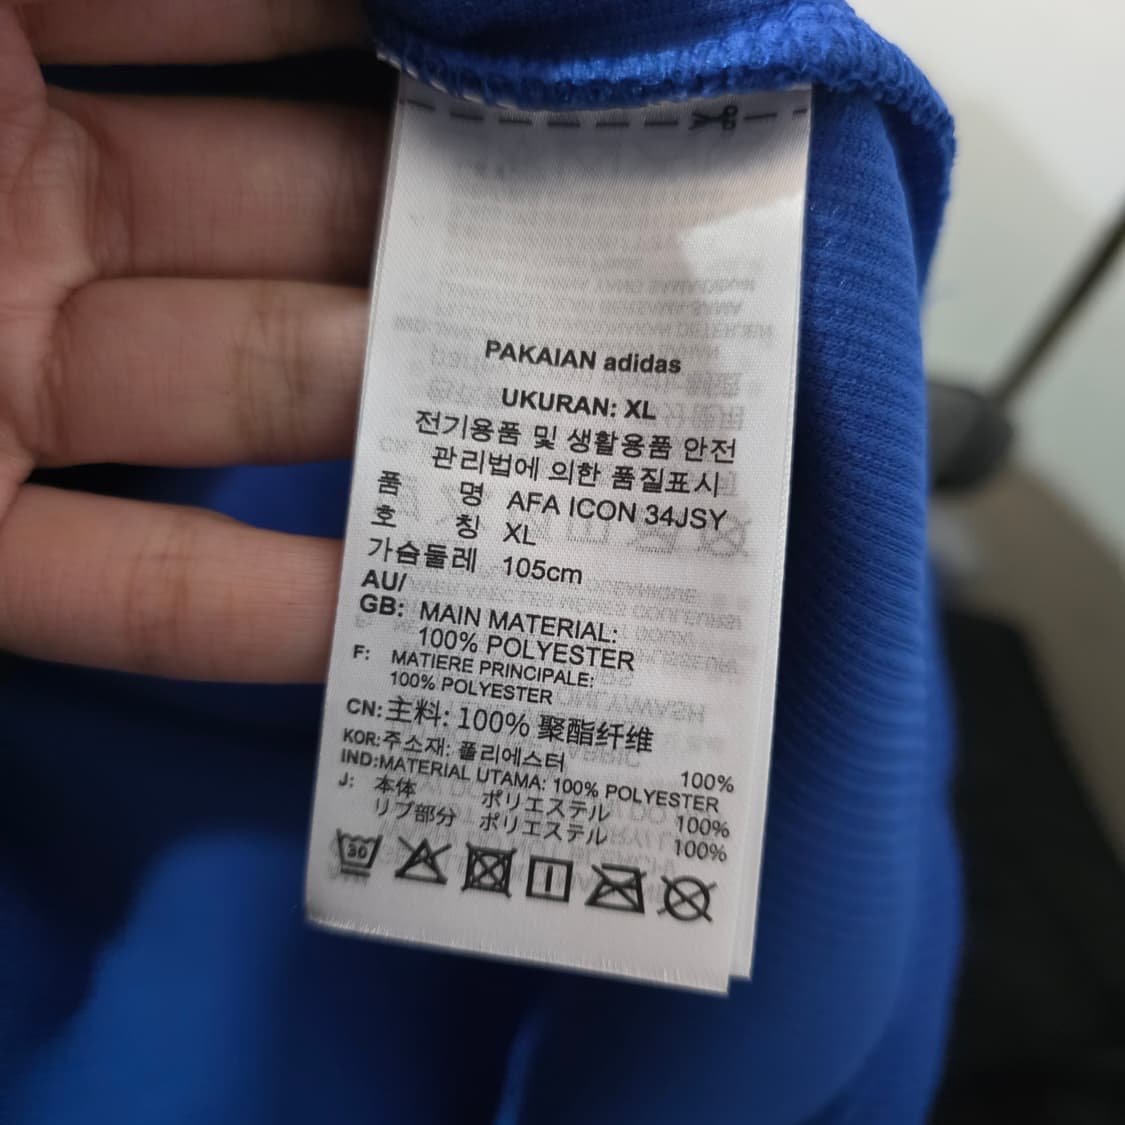 PAKAIAN adidas
UKURAN: XL
전기용품 및 생활용품 안전
관리법에 의한 품질표시
품 명 AFA ICON 34JSY
호 칭 XL
가슴둘레 105cm
AU/
GB: MAIN MATERIAL:
100% POLYESTER
F: MATIERE PRINCIPALE:
100% POLYESTER
CN: 主料: 100% 聚酯纤维
KOR: 주소재: 폴리에스터 100%
IND: MATERIAL UTAMA: 100% POLYESTER
J: 本体 ポリエステル 100%
リブ部分 ポリエステル 100%
30